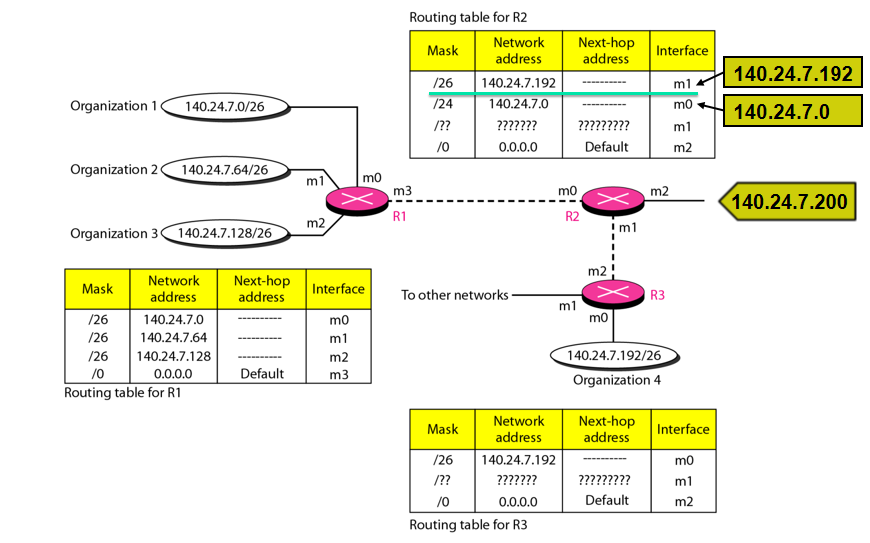 Routing table for R2
Mask Network address Next-hop address Interface
/26 140.24.7.192 ---------- m1
/24 140.24.7.0 ---------- m0
/?? ??????? ????????? m1
/0 0.0.0.0 Default m2
140.24.7.192
140.24.7.0
Organization 1 140.24.7.0/26
Organization 2 140.24.7.64/26
Organization 3 140.24.7.128/26
m0
m1
m2
m3
R1
m0
R2
m2
m1
140.24.7.200
m2
R3
To other networks
m1
m0
140.24.7.192/26
Organization 4
Mask Network address Next-hop address Interface
/26 140.24.7.0 ---------- m0
/26 140.24.7.64 ---------- m1
/26 140.24.7.128 ---------- m2
/0 0.0.0.0 Default m3
Routing table for R1
Mask Network address Next-hop address Interface
/26 140.24.7.192 ---------- m0
/?? ??????? ????????? m1
/0 0.0.0.0 Default m2
Routing table for R3